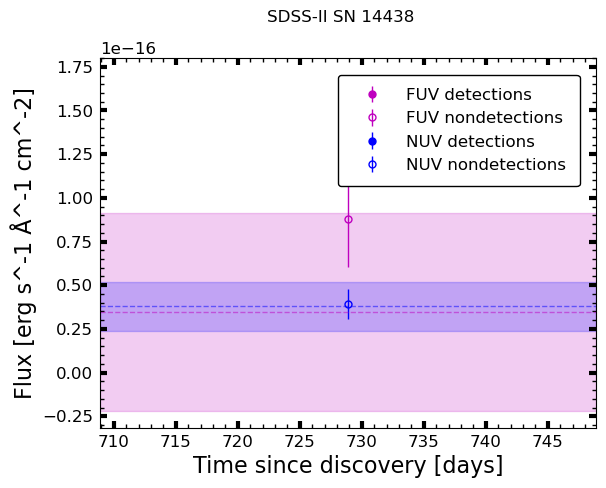 SDSS-II SN 14438
1e−16
1.75
1.50
1.25
1.00
0.75
0.50
0.25
0.00
−0.25
Flux [erg s^-1 Å^-1 cm^-2]
FUV detections
FUV nondetections
NUV detections
NUV nondetections
710 715 720 725 730 735 740 745
Time since discovery [days]